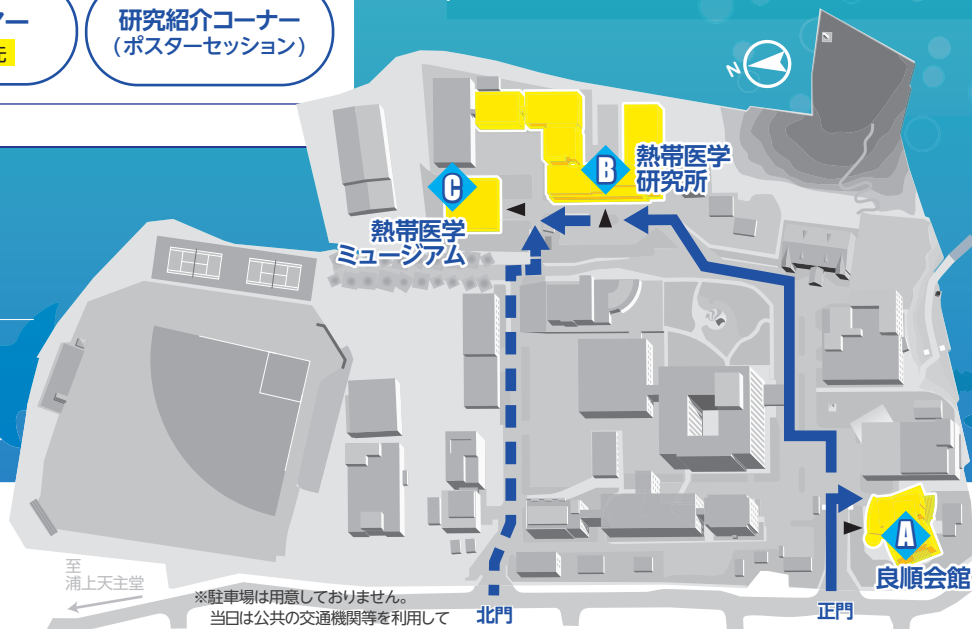 研究紹介コーナー
（ポスターセッション）
N
B
熱帯医学
研究所
C
熱帯医学
ミュージアム
A
良順会館
至
浦上天主堂
※駐車場は用意しておりません。
当日は公共の交通機関等を利用して
北門
正門